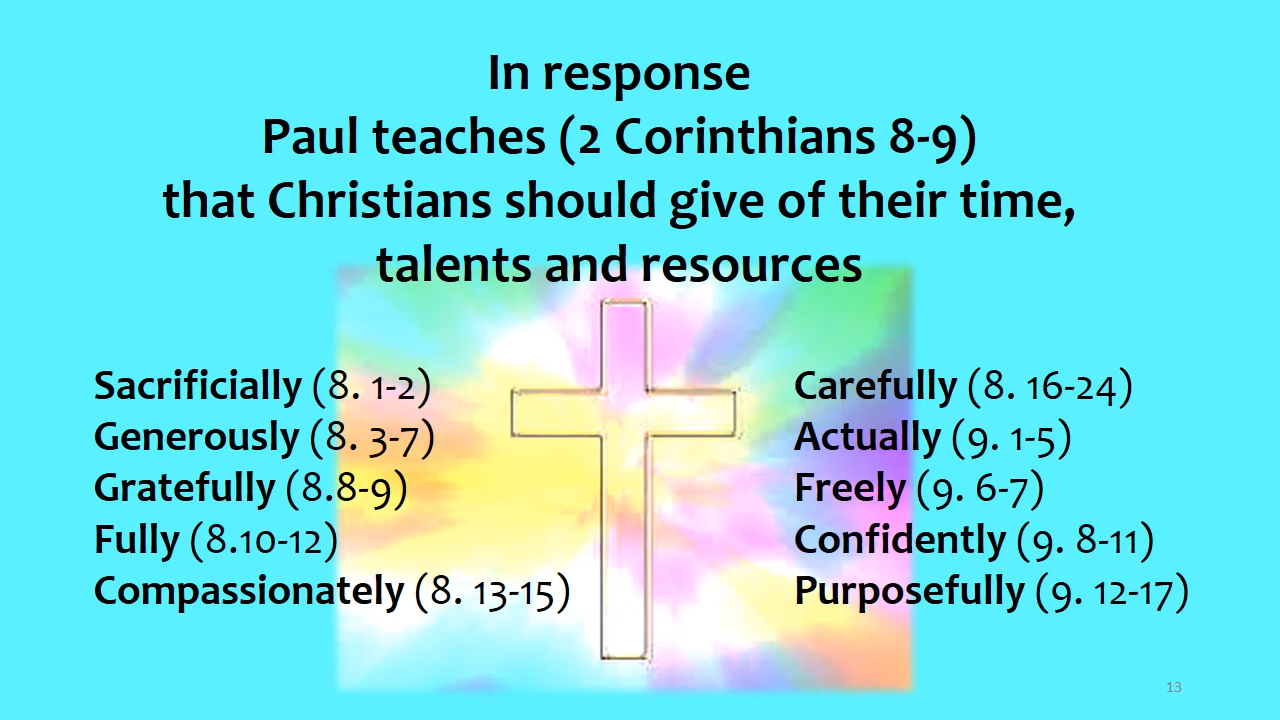 In response
Paul teaches (2 Corinthians 8-9)
that Christians should give of their time,
talents and resources
Sacrificially (8. 1-2)
Generously (8. 3-7)
Gratefully (8.8-9)
Fully (8.10-12)
Compassionately (8. 13-15)
Carefully (8. 16-24)
Actually (9. 1-5)
Freely (9. 6-7)
Confidently (9. 8-11)
Purposefully (9. 12-17)
13